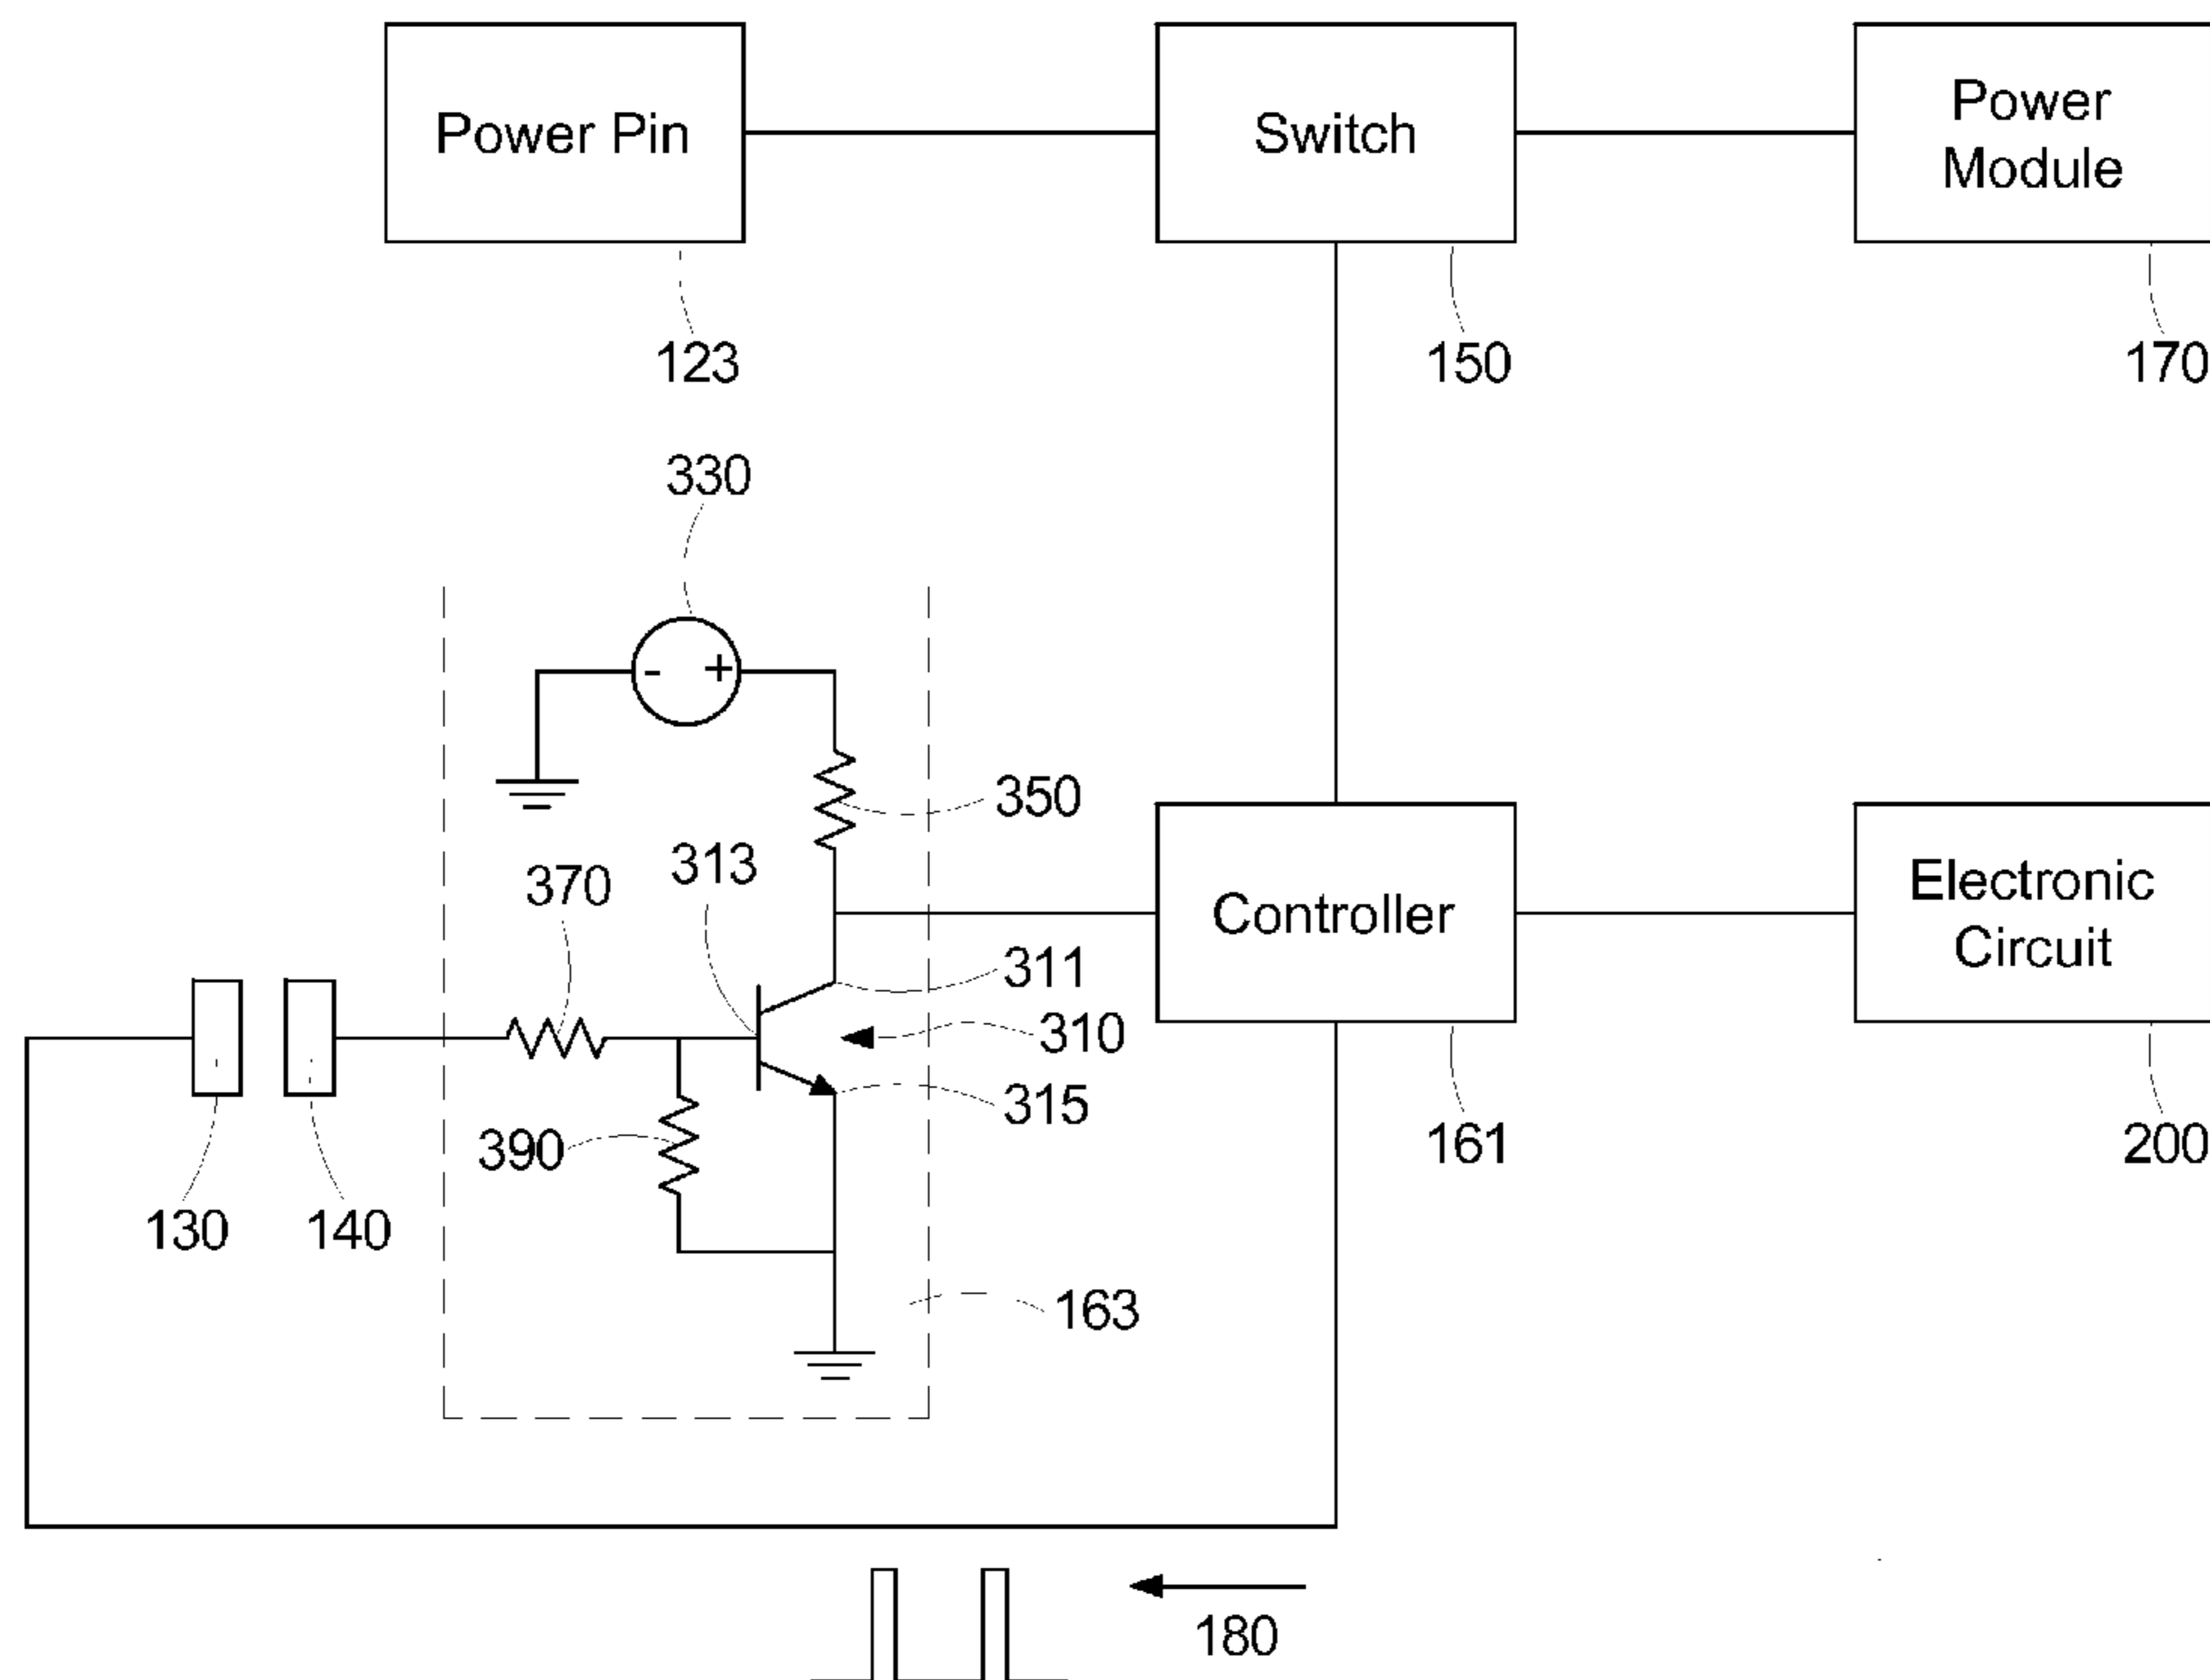 Power Pin
Switch
Power
Module
123
150
170
330
- +
350
313
370
Controller
Electronic
Circuit
311
310
315
390
161
200
130
140
163
180